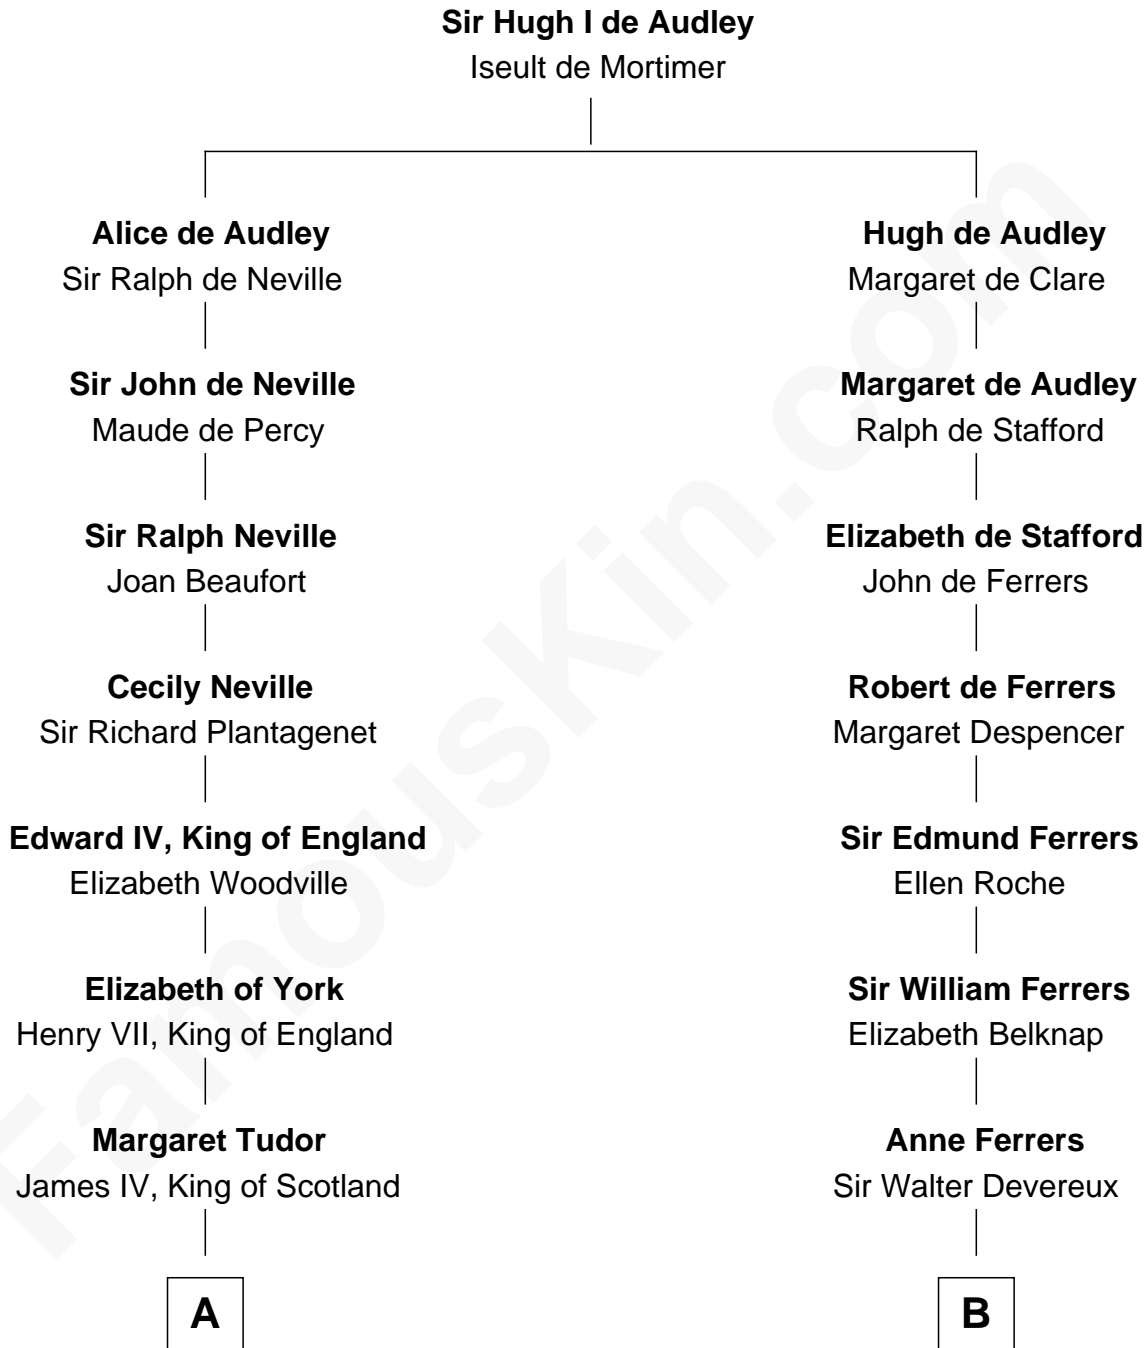 Sir Hugh I de Audley
Iseult de Mortimer
Alice de Audley
Sir Ralph de Neville
Hugh de Audley
Margaret de Clare
Sir John de Neville
Maude de Percy
Margaret de Audley
Ralph de Stafford
Sir Ralph Neville
Joan Beaufort
Elizabeth de Stafford
John de Ferrers
Cecily Neville
Sir Richard Plantagenet
Robert de Ferrers
Margaret Despencer
Edward IV, King of England
Elizabeth Woodville
Sir Edmund Ferrers
Ellen Roche
Elizabeth of York
Henry VII, King of England
Sir William Ferrers
Elizabeth Belknap
Margaret Tudor
James IV, King of Scotland
Anne Ferrers
Sir Walter Devereux
A
B
FamousKin.com